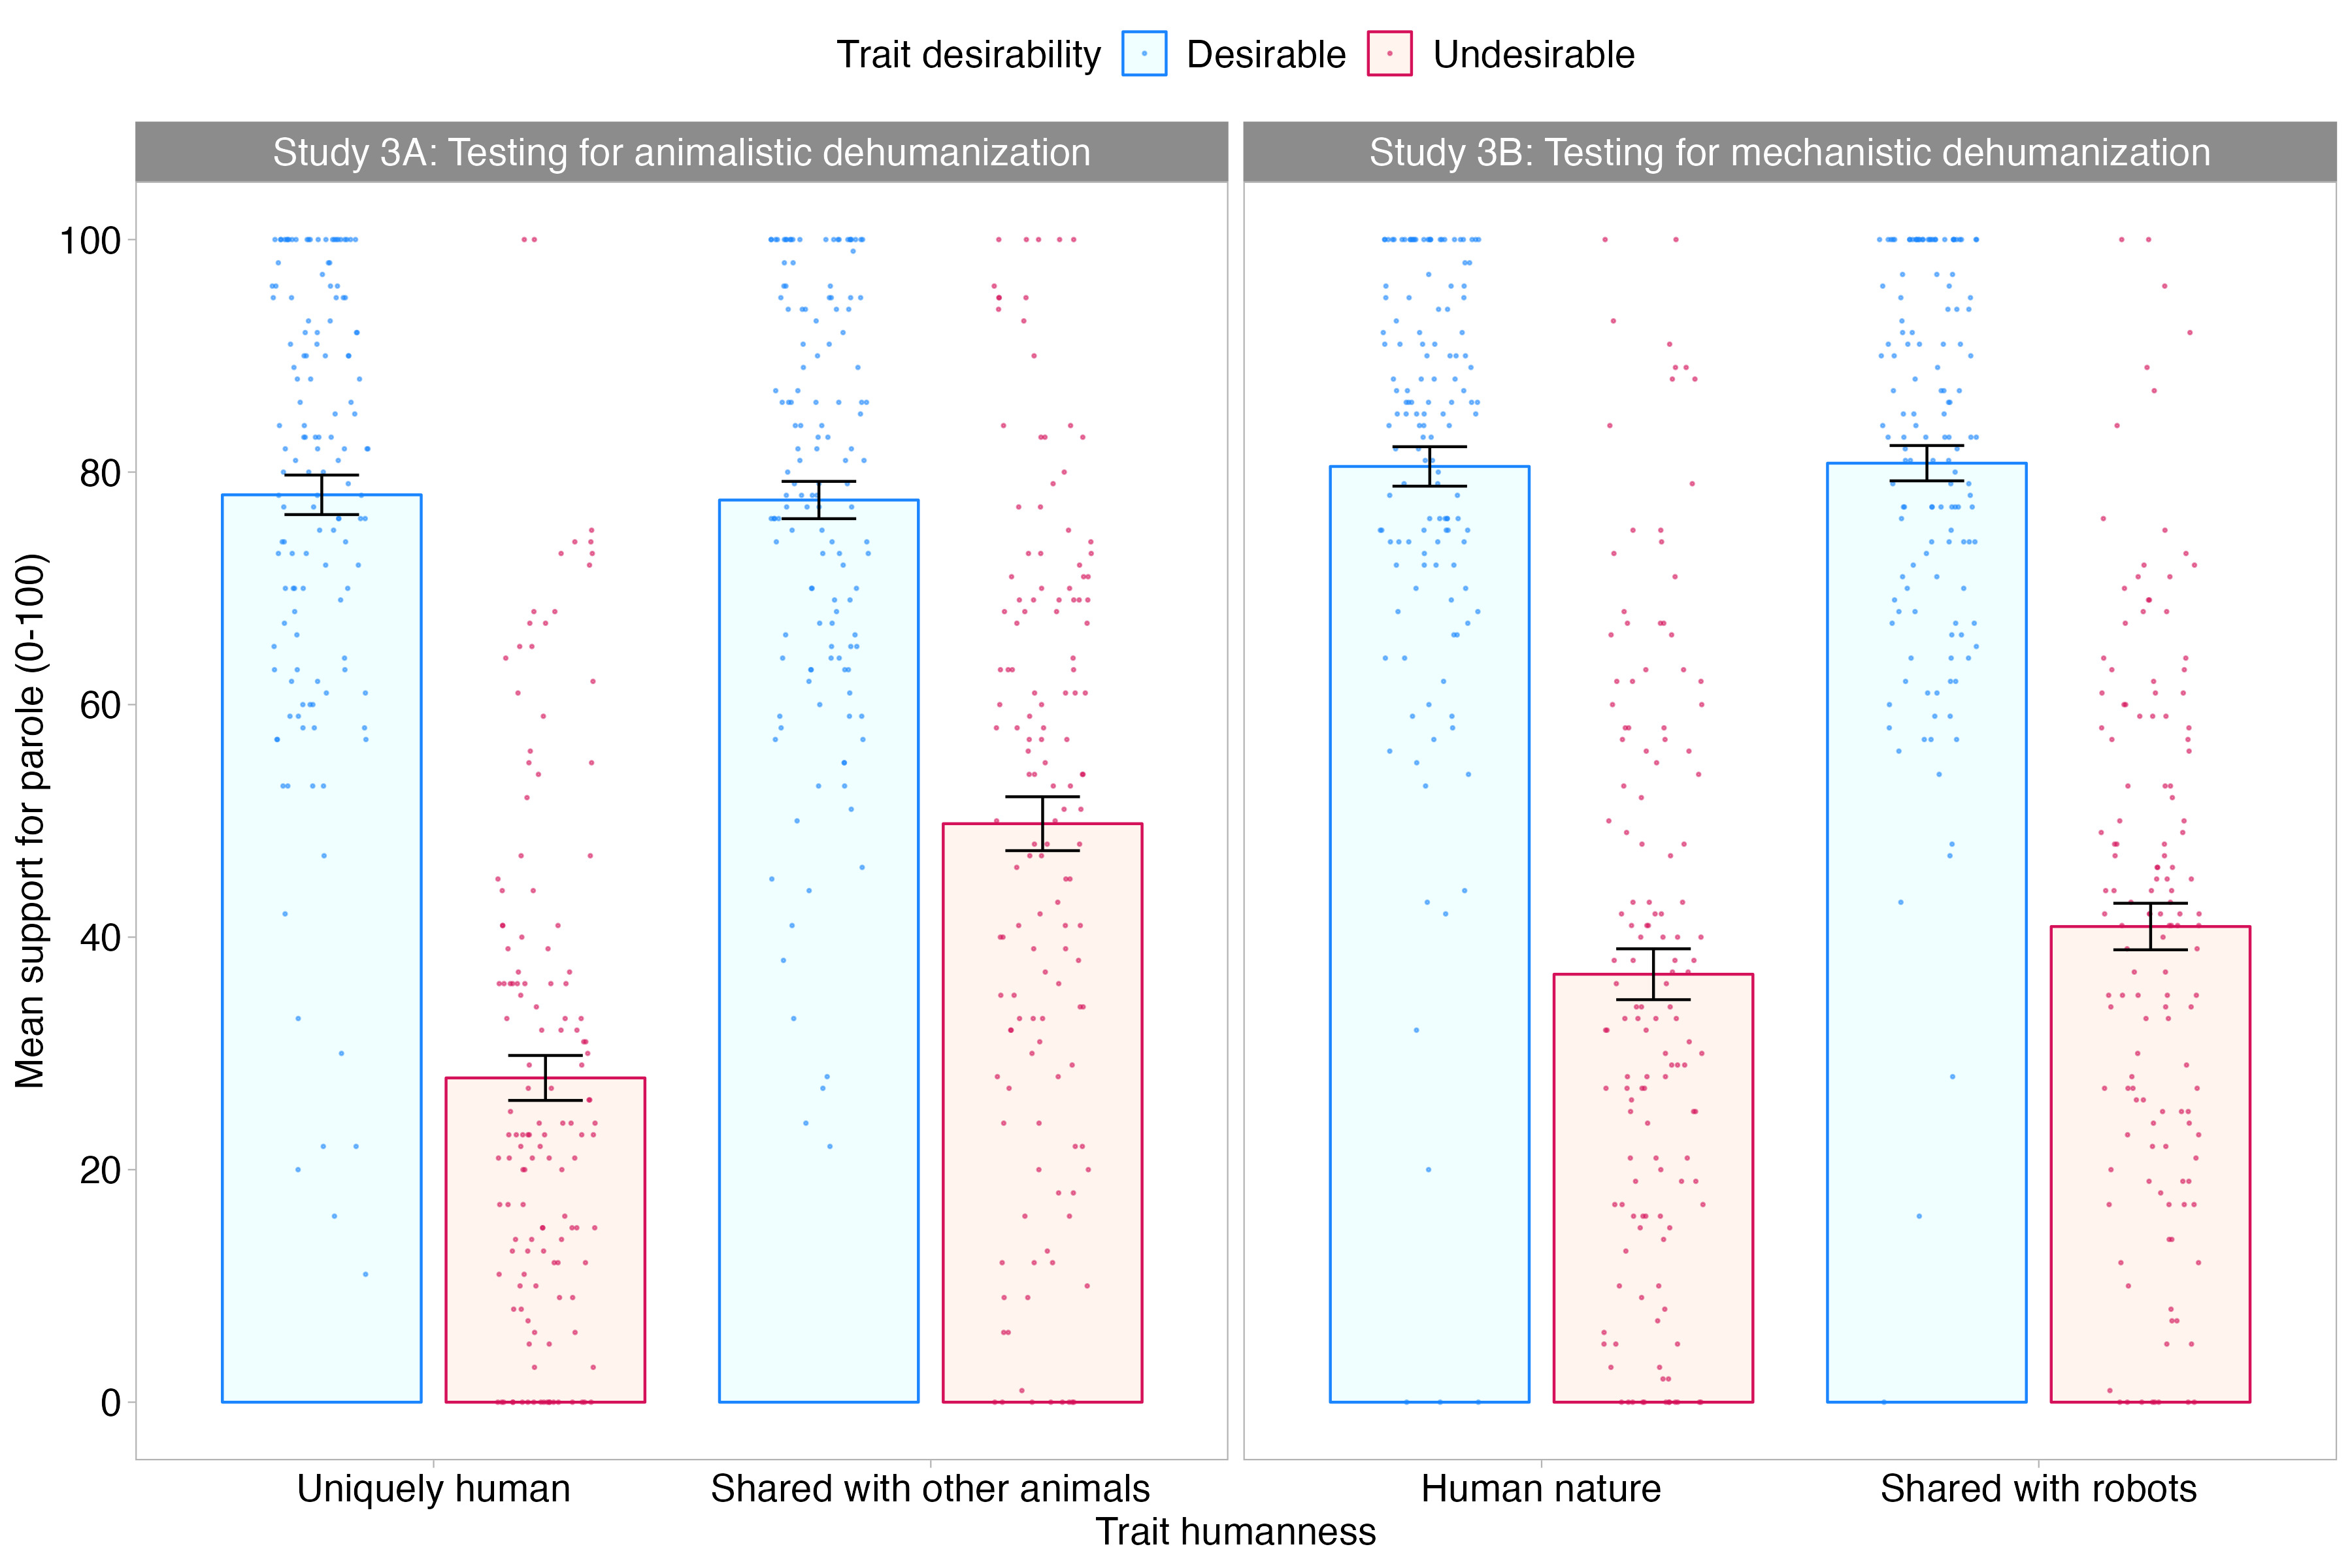 Trait desirability Desirable Undesirable
Study 3A: Testing for animalistic dehumanization
Study 3B: Testing for mechanistic dehumanization
Mean support for parole (0-100)
100
80
60
40
20
0
Uniquely human
Shared with other animals
Human nature
Shared with robots
Trait humanness